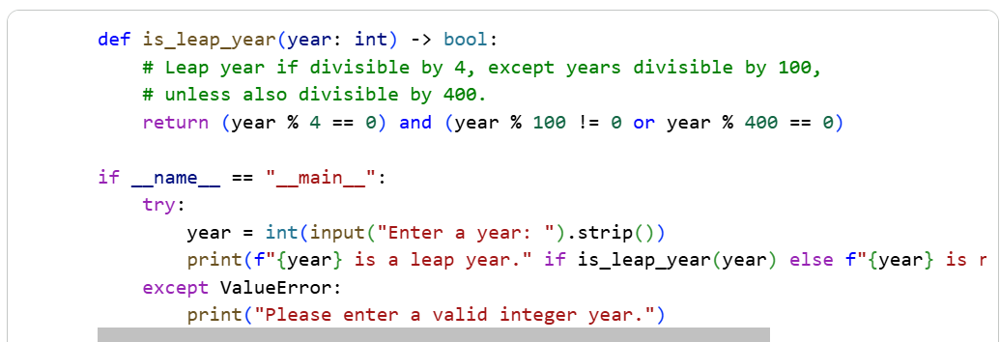 def is_leap_year(year: int) -> bool:
    # Leap year if divisible by 4, except years divisible by 100,
    # unless also divisible by 400.
    return (year % 4 == 0) and (year % 100 != 0 or year % 400 == 0)

if __name__ == "__main__":
    try:
        year = int(input("Enter a year: ").strip())
        print(f"{year} is a leap year." if is_leap_year(year) else f"{year} is
    except ValueError:
        print("Please enter a valid integer year.")